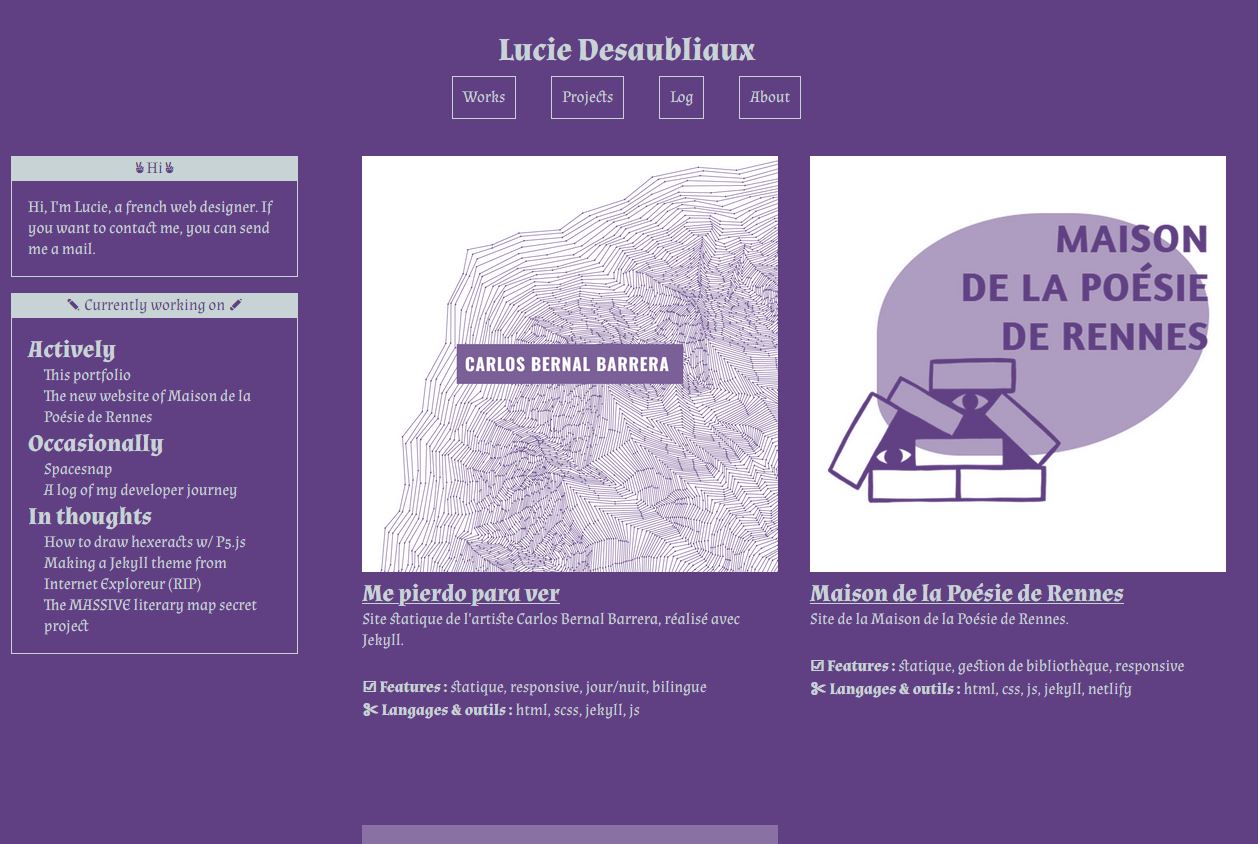 Lucie Desaubliaux
Works
Projects
Log
About
✌Hi✌
Hi, I'm Lucie, a french web designer. If
you want to contact me, you can send
me a mail.
✎ Currently working on ✎
Actively
This portfolio
The new website of Maison de la
Poésie de Rennes
Occasionally
Spacesnap
A log of my developer journey
In thoughts
How to draw hexeracts w/ P5.js
Making a Jekyll theme from
Internet Exploreur (RIP)
The MASSIVE literary map secret
project
CARLOS BERNAL BARRERA
Me pierdo para ver
Site statique de l'artiste Carlos Bernal Barrera, réalisé avec
Jekyll.
☑ Features : statique, responsive, jour/nuit, bilingue
✂ Langages & outils : html, scss, jekyll, js
MAISON
DE LA POÉSIE
DE RENNES
Maison de la Poésie de Rennes
Site de la Maison de la Poésie de Rennes.
☑ Features : statique, gestion de bibliothèque, responsive
✂ Langages & outils : html, css, js, jekyll, netlify